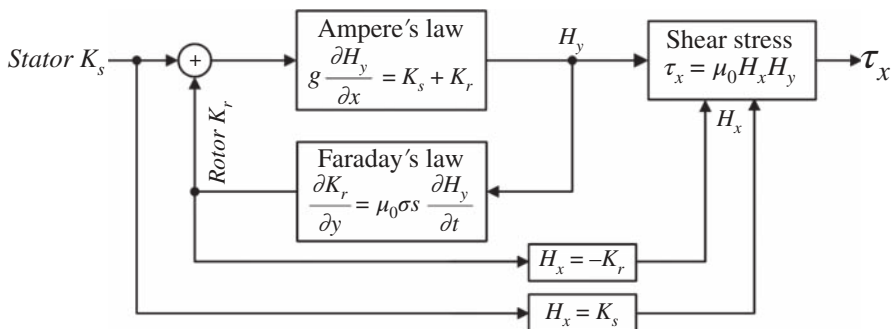 Stator K_s
+
Ampere's law
g ∂H_y/∂x = K_s + K_r
H_y
Shear stress
τ_x = μ_0 H_x H_y
τ_x
Rotor K_r
H_x
Faraday's law
∂K_r/∂y = μ_0 σs ∂H_y/∂t
H_x = –K_r
H_x = K_s